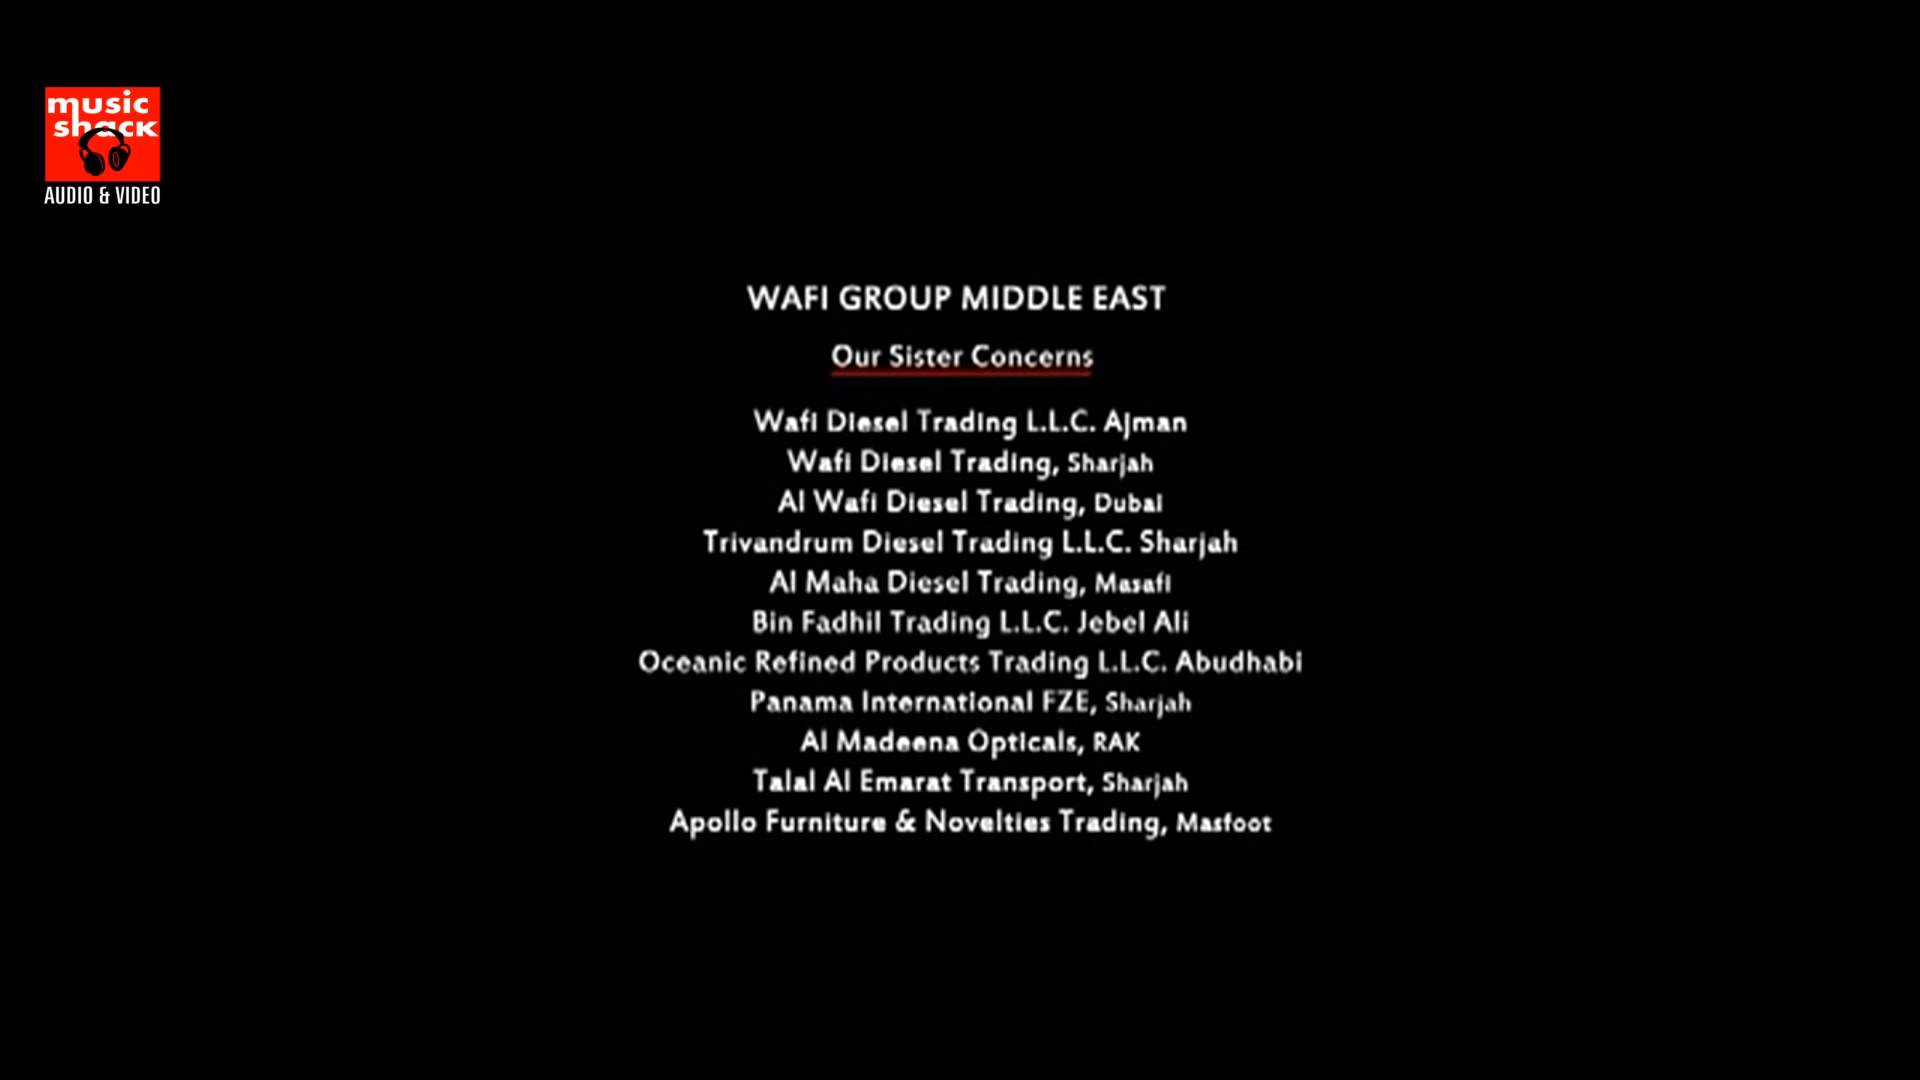 music
shack
AUDIO & VIDEO
WAFI GROUP MIDDLE EAST
Our Sister Concerns
Wafi Diesel Trading L.L.C. Ajman
Wafi Diesel Trading, Sharjah
Al Wafi Diesel Trading, Dubai
Trivandrum Diesel Trading L.L.C. Sharjah
Al Maha Diesel Trading, Masafi
Bin Fadhil Trading L.L.C. Jebel Ali
Oceanic Refined Products Trading L.L.C. Abudhabi
Panama International FZE, Sharjah
Al Madeena Opticals, RAK
Talal Al Emarat Transport, Sharjah
Apollo Furniture & Novelties Trading, Masfoot